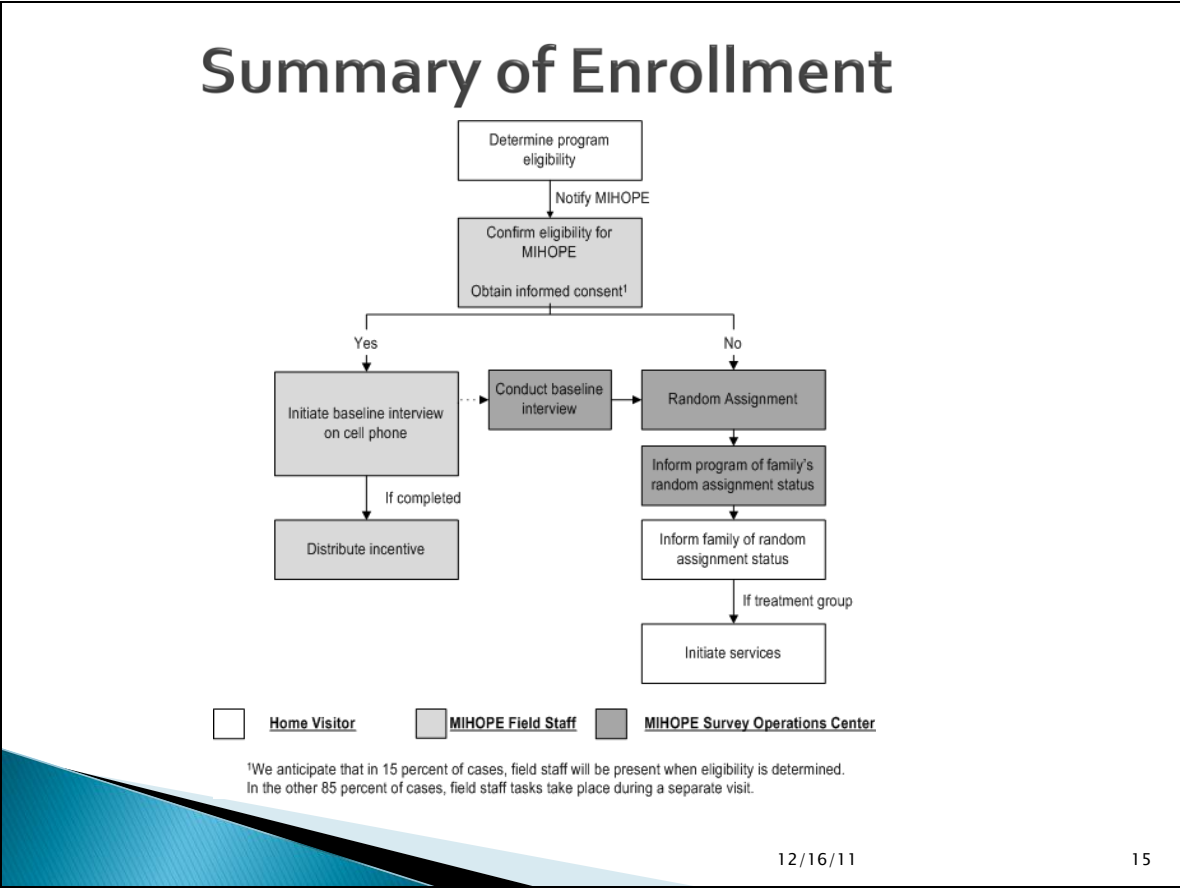 Summary of Enrollment
Determine program
eligibility
Notify MIHOPE
Confirm eligibility for
MIHOPE
Obtain informed consent¹
Yes
No
Initiate baseline interview
on cell phone
Conduct baseline
interview
Random Assignment
Inform program of family's
random assignment status
If completed
Distribute incentive
Inform family of random
assignment status
If treatment group
Initiate services
Home Visitor
MIHOPE Field Staff
MIHOPE Survey Operations Center
¹We anticipate that in 15 percent of cases, field staff will be present when eligibility is determined.
In the other 85 percent of cases, field staff tasks take place during a separate visit.
12/16/11
15